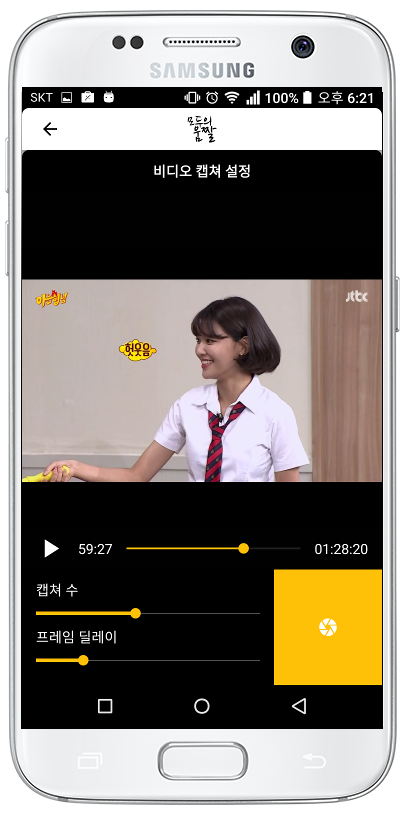 SAMSUNG
SKT 100% 오후 6:21
모두의
움짤
비디오 캡쳐 설정
아는형님
jtbc
헛웃음
59:27 01:28:20
캡쳐 수
프레임 딜레이